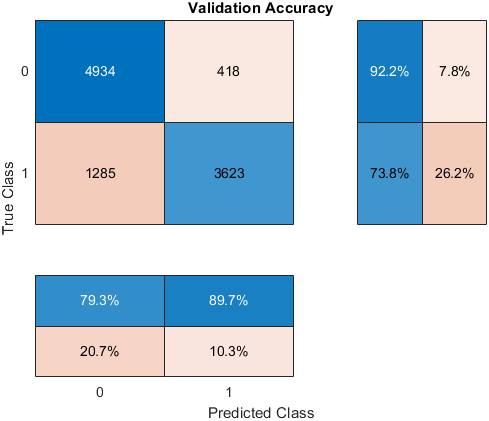 Validation Accuracy
0 4934 418 92.2% 7.8%
1 1285 3623 73.8% 26.2%
True Class
79.3% 89.7%
20.7% 10.3%
0 1
Predicted Class